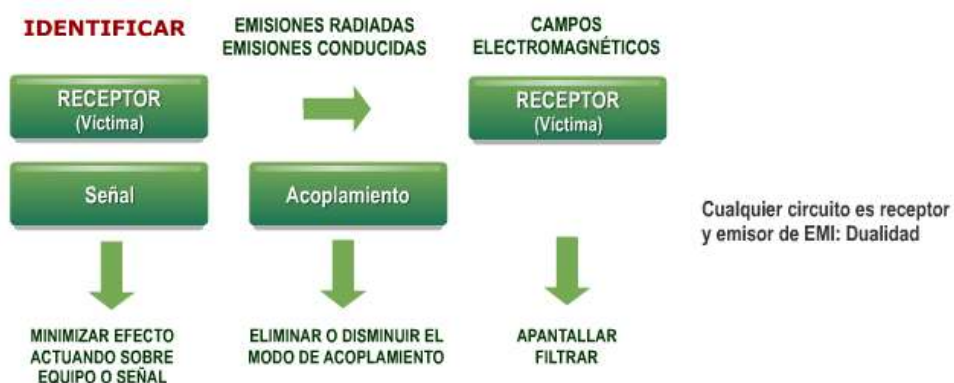 IDENTIFICAR
EMISIONES RADIADAS
EMISIONES CONDUCIDAS
CAMPOS
ELECTROMAGNÉTICOS
RECEPTOR
(Víctima)
RECEPTOR
(Víctima)
Señal
Acoplamiento
Cualquier circuito es receptor
y emisor de EMI: Dualidad
MINIMIZAR EFECTO
ACTUANDO SOBRE
EQUIPO O SEÑAL
ELIMINAR O DISMINUIR EL
MODO DE ACOPLAMIENTO
APANTALLAR
FILTRAR